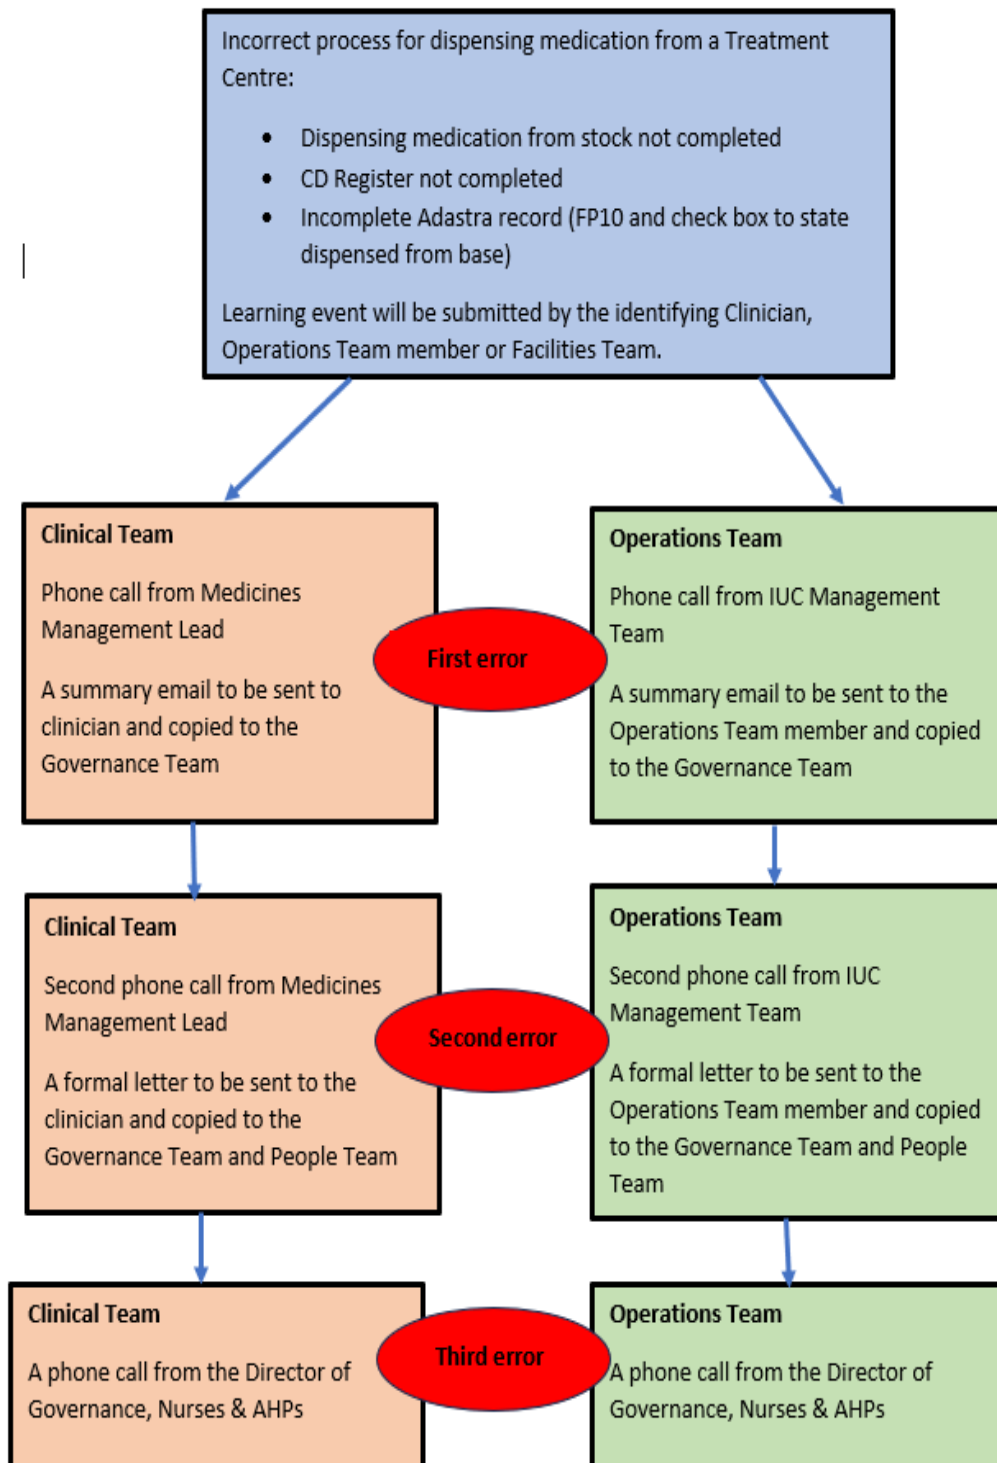 Incorrect process for dispensing medication from a Treatment
Centre:
• Dispensing medication from stock not completed
• CD Register not completed
• Incomplete Adastra record (FP10 and check box to state
dispensed from base)
Learning event will be submitted by the identifying Clinician,
Operations Team member or Facilities Team.
Clinical Team
Phone call from Medicines
Management Lead
A summary email to be sent to
clinician and copied to the
Governance Team
First error
Operations Team
Phone call from IUC Management
Team
A summary email to be sent to the
Operations Team member and copied
to the Governance Team
Clinical Team
Second phone call from Medicines
Management Lead
A formal letter to be sent to the
clinician and copied to the
Governance Team and People Team
Second error
Operations Team
Second phone call from IUC
Management Team
A formal letter to be sent to the
Operations Team member and copied
to the Governance Team and People
Team
Clinical Team
A phone call from the Director of
Governance, Nurses & AHPs
Third error
Operations Team
A phone call from the Director of
Governance, Nurses & AHPs